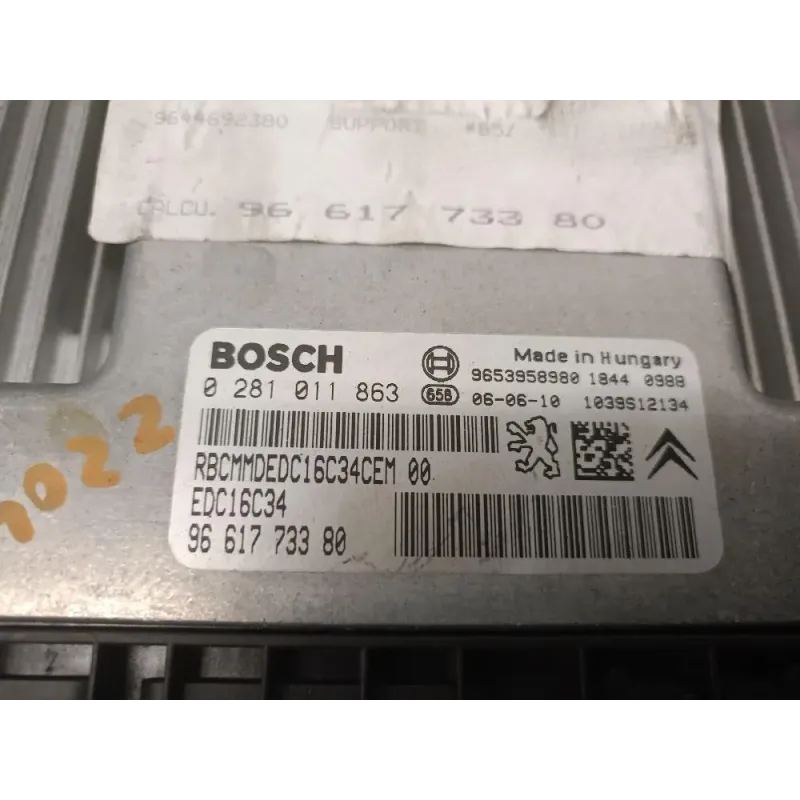 9644692380 SUPPORT
CALCU. 96 617 733 80
BOSCH
Made in Hungary
0 281 011 863
9653958980 1844 0988
656 06-06-10 1039S12134
RBCMMDEDC16C34CEM 00
EDC16C34
96 617 733 80
1022